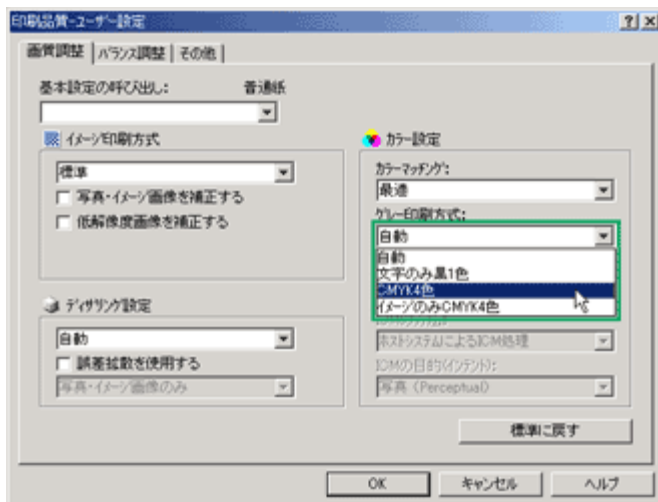 印刷品質-ユーザー設定
画質調整
バランス調整
その他
基本設定の呼び出し:
普通紙
イメージ印刷方式
標準
写真・イメージ画像を補正する
低解像度画像を補正する
ディザリング設定
自動
誤差拡散を使用する
写真・イメージ画像のみ
カラー設定
カラーマッチング:
最適
グレー印刷方式:
自動
自動
文字のみ黒1色
CMYK4色
イメージのみCMYK4色
ホストシステムによるICM処理
ICMの目的(インテント):
写真 (Perceptual)
標準に戻す
OK
キャンセル
ヘルプ